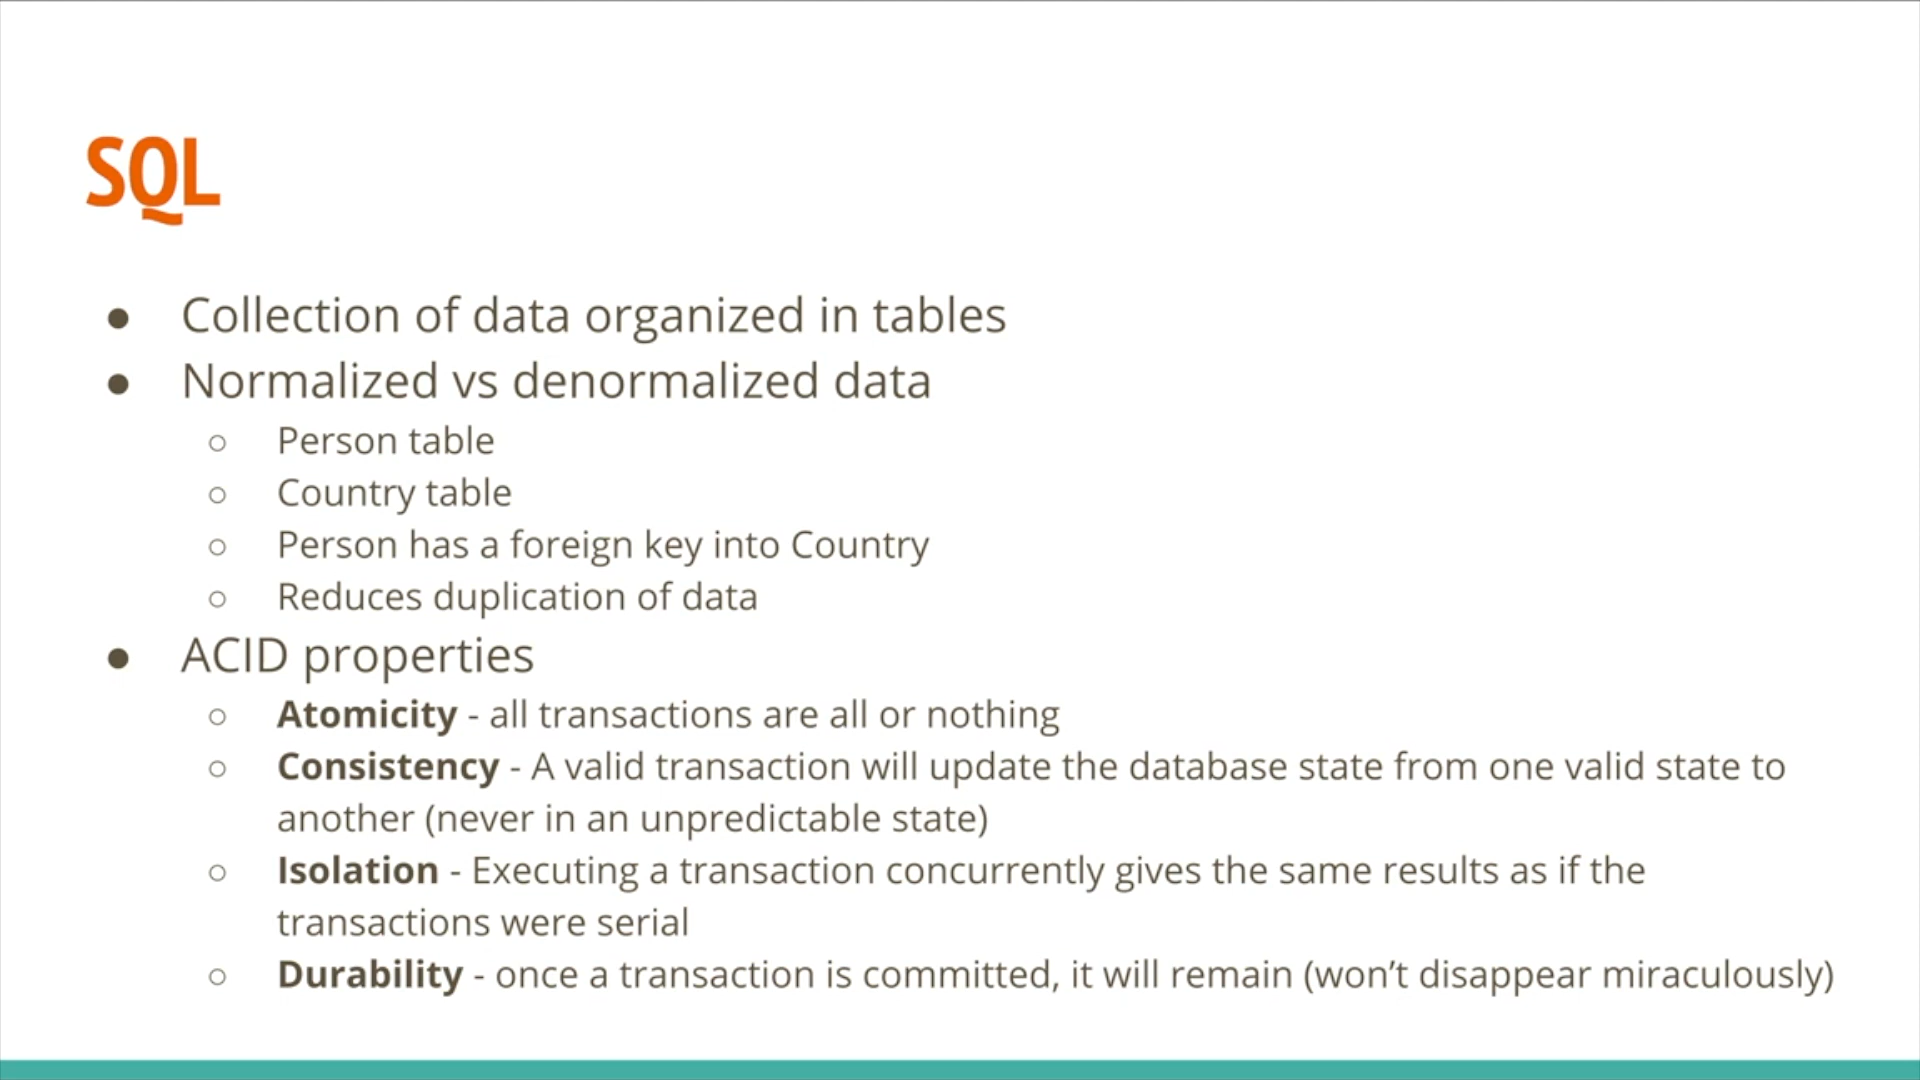 SQL
● Collection of data organized in tables
● Normalized vs denormalized data
○ Person table
○ Country table
○ Person has a foreign key into Country
○ Reduces duplication of data
● ACID properties
○ Atomicity - all transactions are all or nothing
○ Consistency - A valid transaction will update the database state from one valid state to
another (never in an unpredictable state)
○ Isolation - Executing a transaction concurrently gives the same results as if the
transactions were serial
○ Durability - once a transaction is committed, it will remain (won’t disappear miraculously)